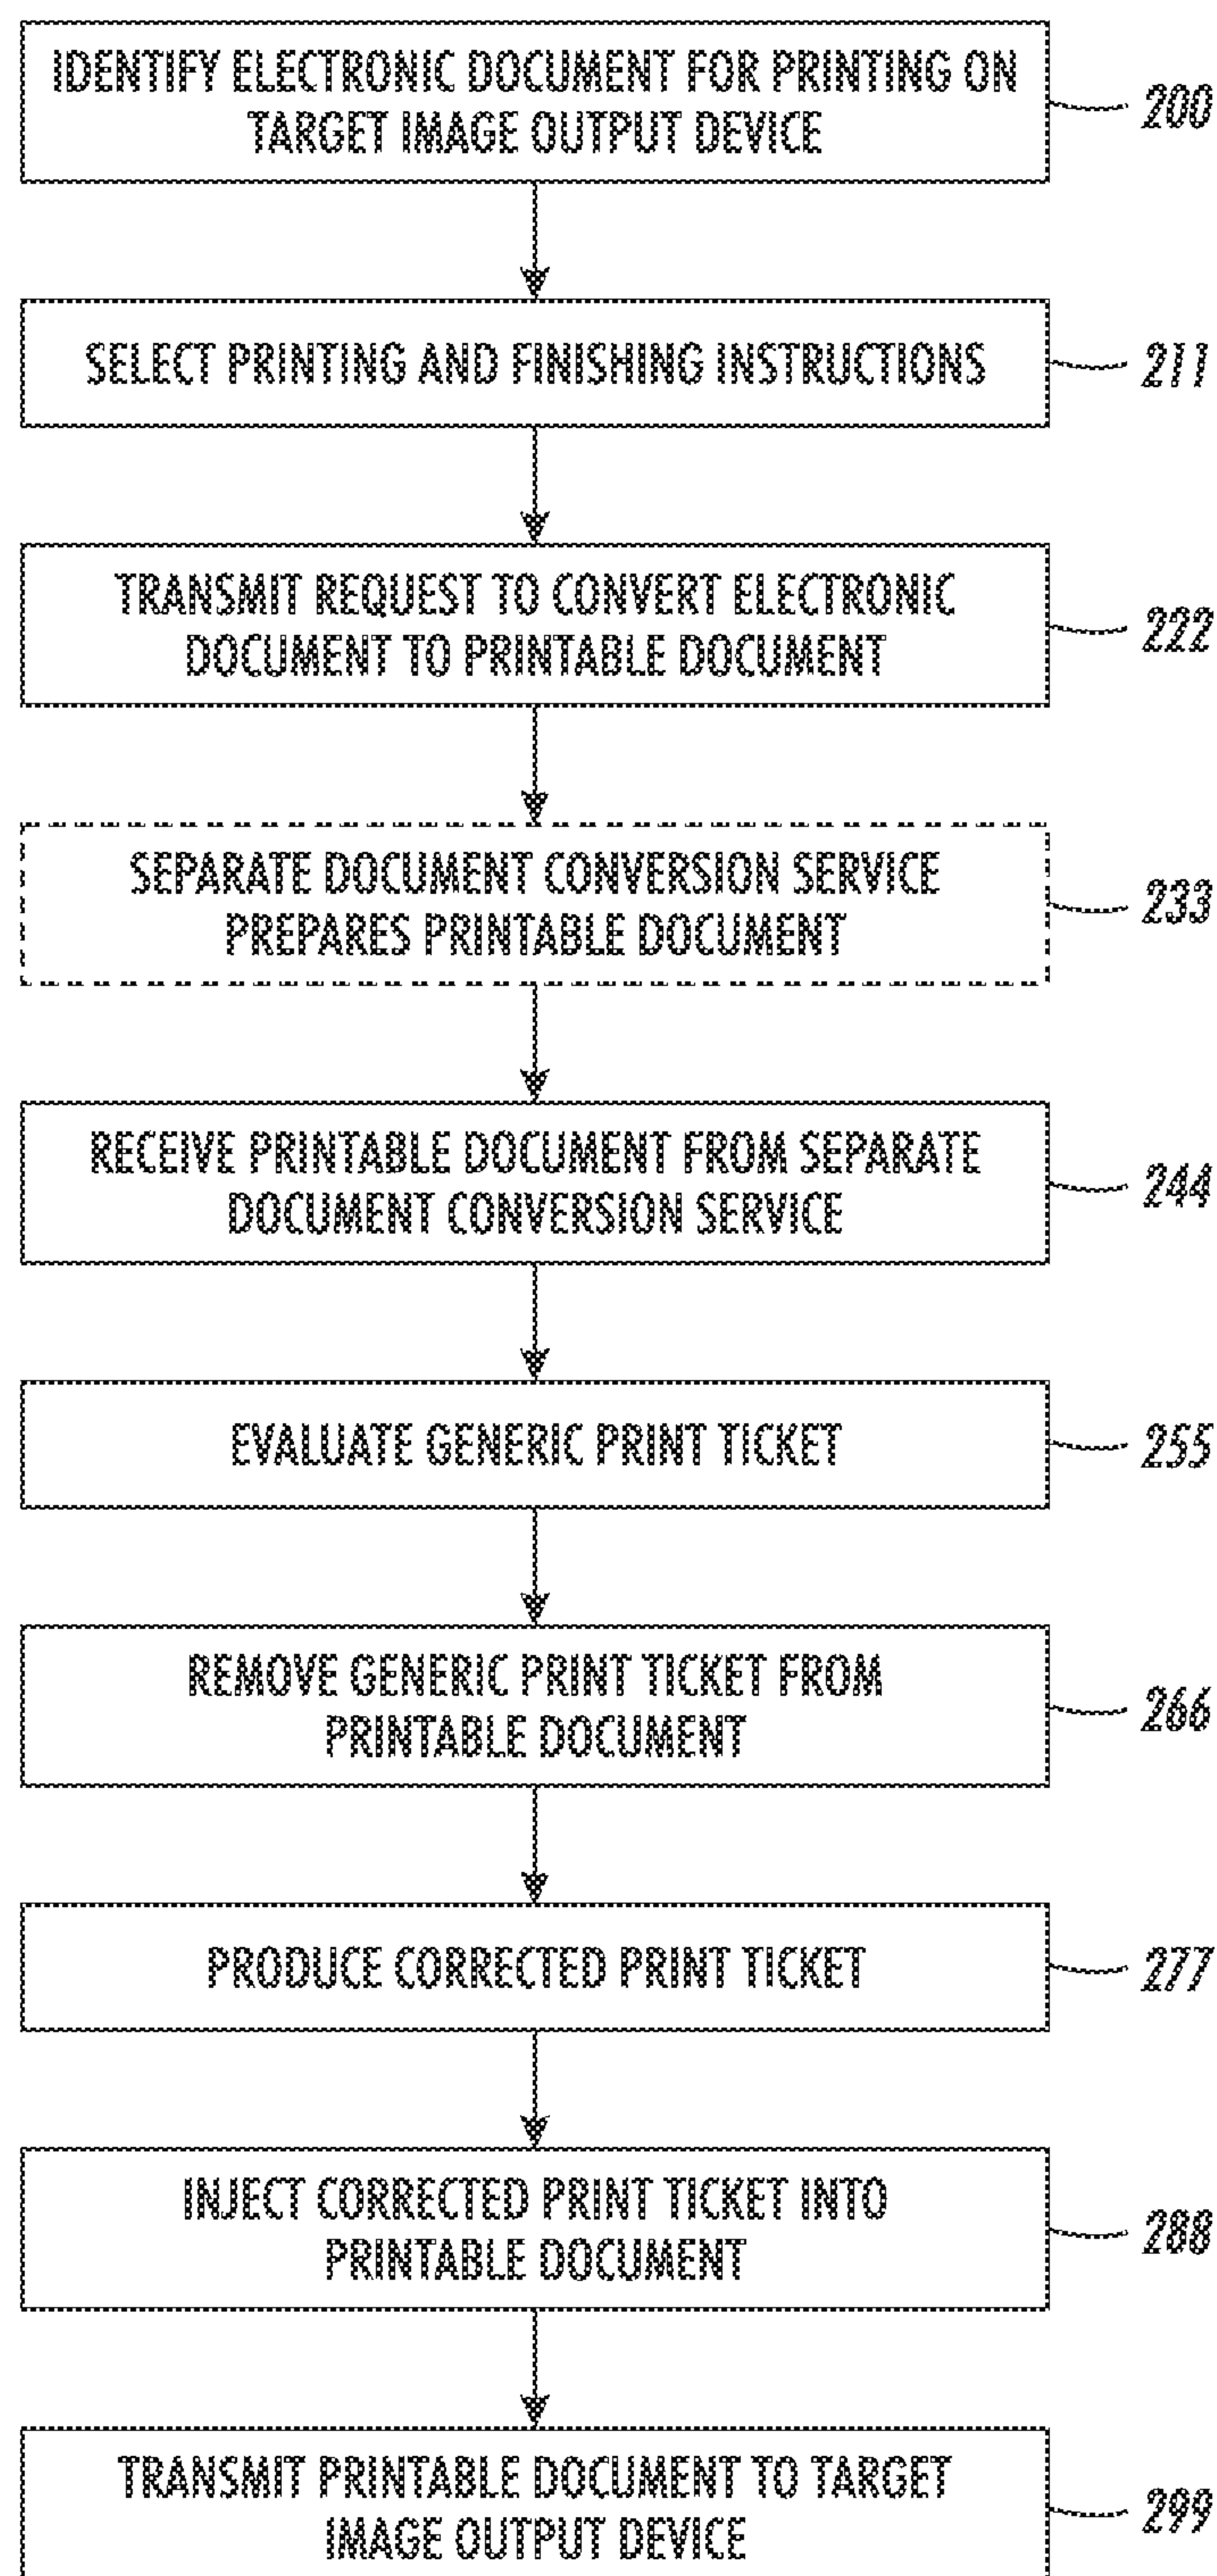 IDENTIFY ELECTRONIC DOCUMENT FOR PRINTING ON
TARGET IMAGE OUTPUT DEVICE
200
SELECT PRINTING AND FINISHING INSTRUCTIONS
211
TRANSMIT REQUEST TO CONVERT ELECTRONIC
DOCUMENT TO PRINTABLE DOCUMENT
222
SEPARATE DOCUMENT CONVERSION SERVICE
PREPARES PRINTABLE DOCUMENT
233
RECEIVE PRINTABLE DOCUMENT FROM SEPARATE
DOCUMENT CONVERSION SERVICE
244
EVALUATE GENERIC PRINT TICKET
255
REMOVE GENERIC PRINT TICKET FROM
PRINTABLE DOCUMENT
266
PRODUCE CORRECTED PRINT TICKET
277
INJECT CORRECTED PRINT TICKET INTO
PRINTABLE DOCUMENT
288
TRANSMIT PRINTABLE DOCUMENT TO TARGET
IMAGE OUTPUT DEVICE
299